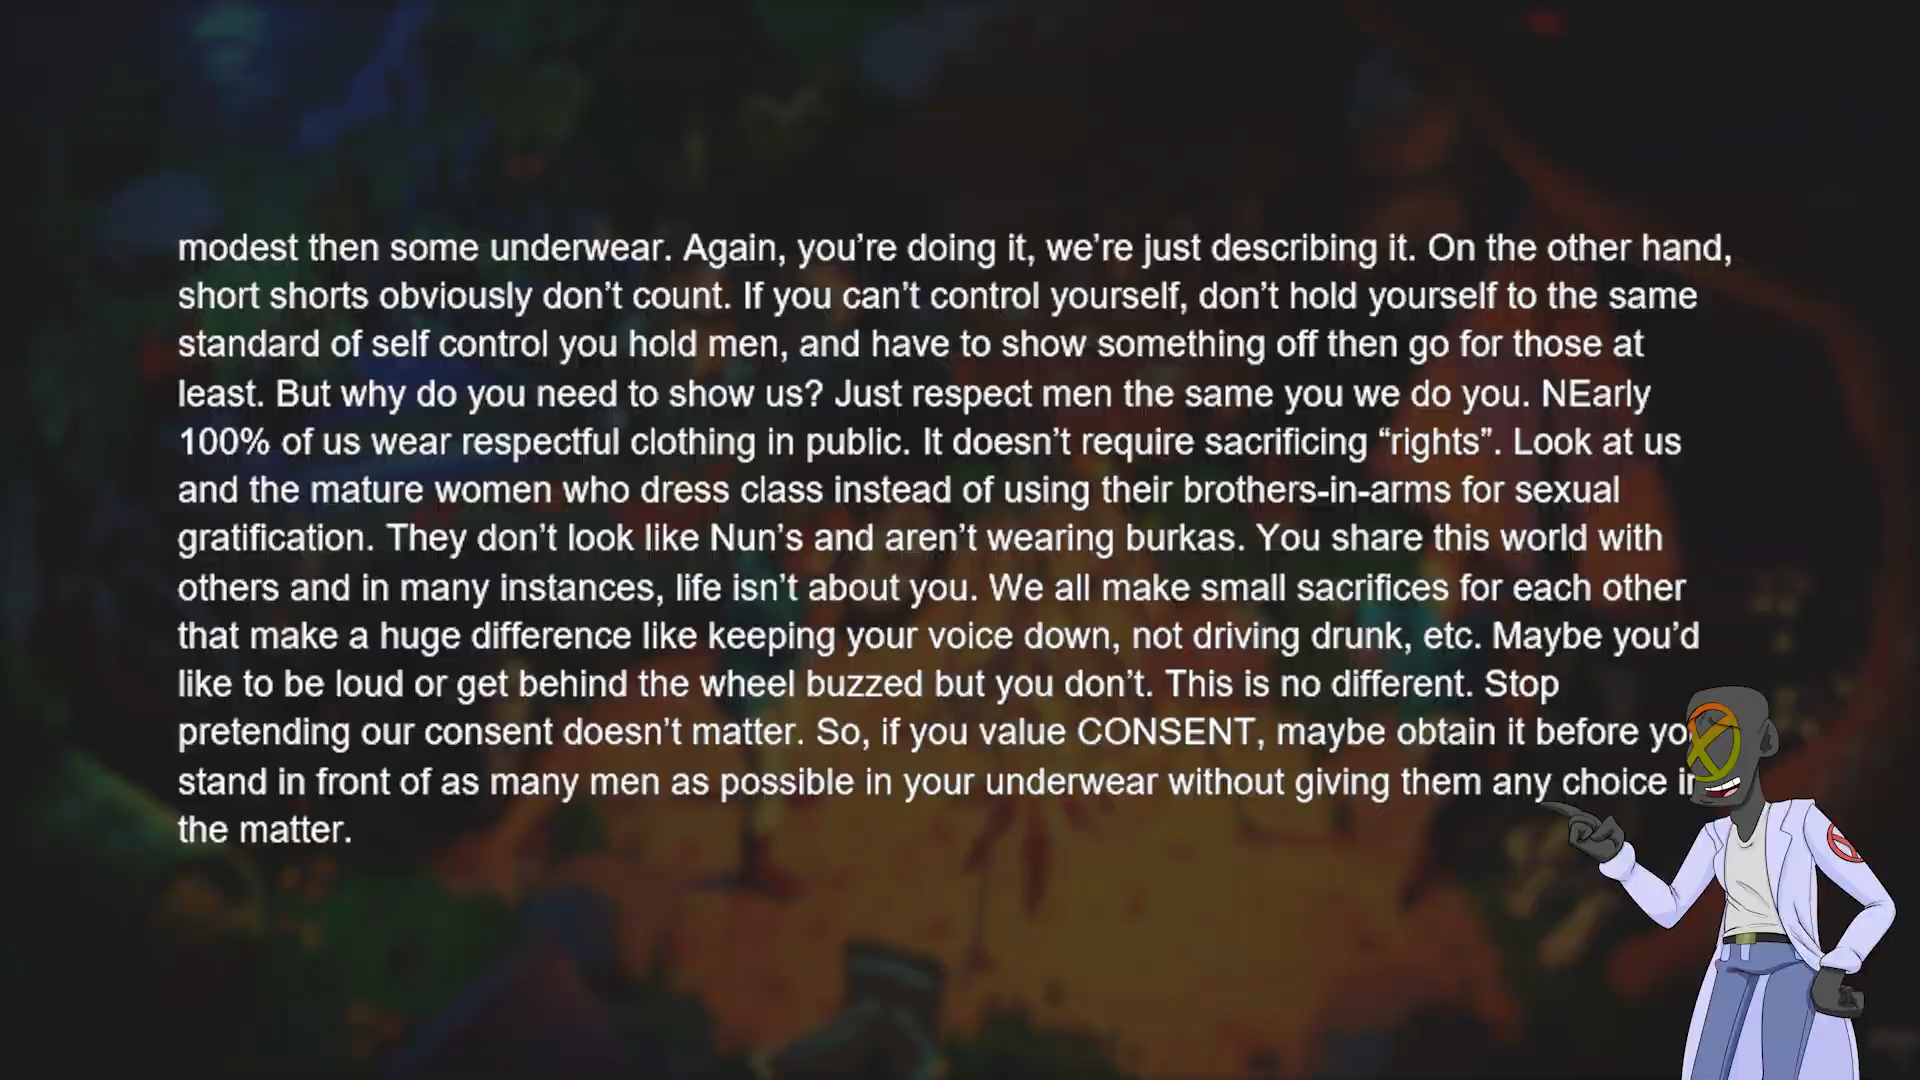 modest then some underwear. Again, you’re doing it, we’re just describing it. On the other hand,
short shorts obviously don’t count. If you can’t control yourself, don’t hold yourself to the same
standard of self control you hold men, and have to show something off then go for those at
least. But why do you need to show us? Just respect men the same you we do you. NEarly
100% of us wear respectful clothing in public. It doesn’t require sacrificing “rights”. Look at us
and the mature women who dress class instead of using their brothers-in-arms for sexual
gratification. They don’t look like Nun’s and aren’t wearing burkas. You share this world with
others and in many instances, life isn’t about you. We all make small sacrifices for each other
that make a huge difference like keeping your voice down, not driving drunk, etc. Maybe you’d
like to be loud or get behind the wheel buzzed but you don’t. This is no different. Stop
pretending our consent doesn’t matter. So, if you value CONSENT, maybe obtain it before you
stand in front of as many men as possible in your underwear without giving them any choice in
the matter.